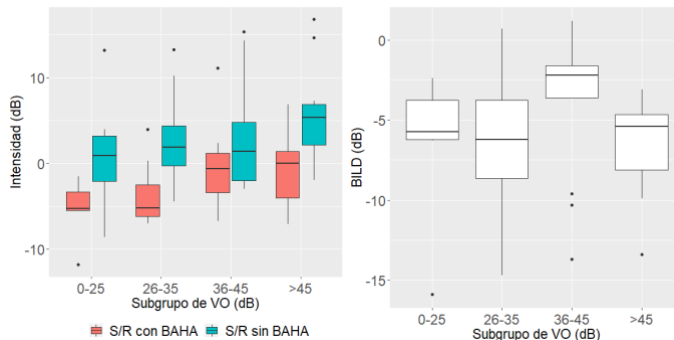 Intensidad (dB)
10
0
-10
0-25 26-35 36-45 >45
Subgrupo de VO (dB)
S/R con BAHA S/R sin BAHA
BILD (dB)
0
-5
-10
-15
0-25 26-35 36-45 >45
Subgrupo de VO (dB)